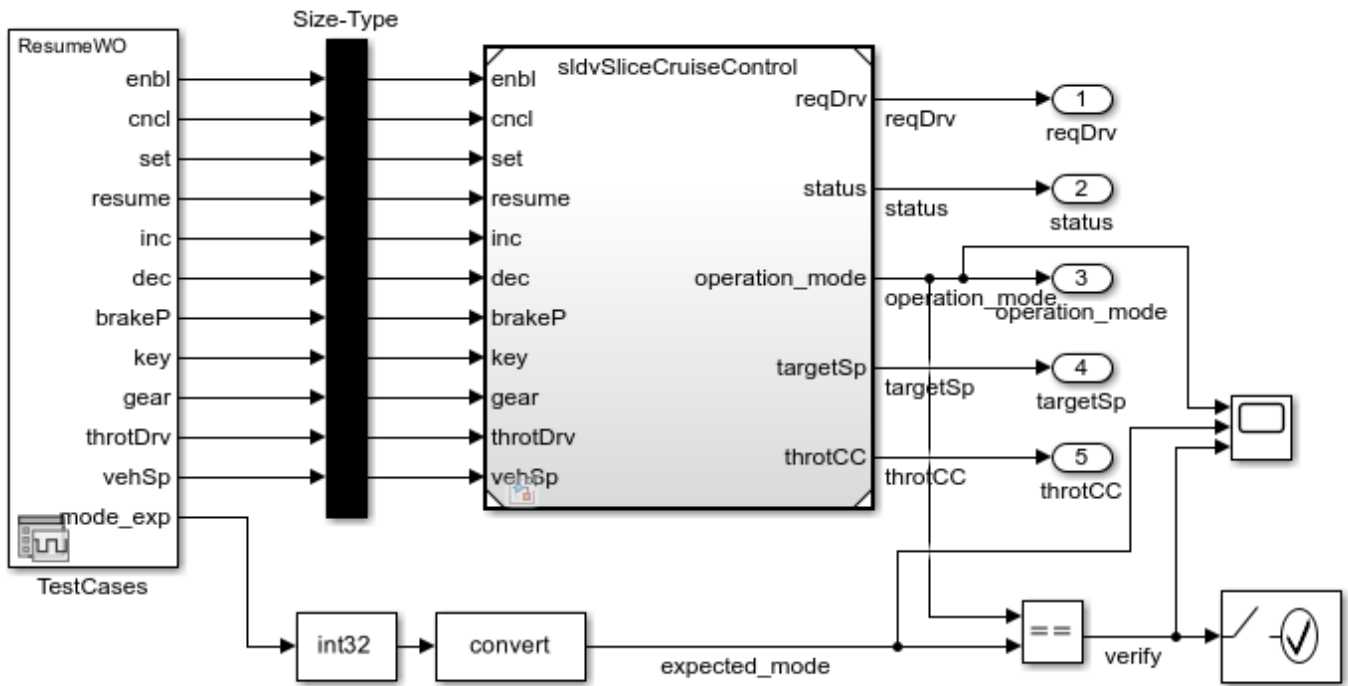 Size-Type
ResumeWO
enbl
cncl
set
resume
inc
dec
brakeP
key
gear
throtDrv
vehSp
mode_exp
TestCases
sldvSliceCruiseControl
enbl
cncl
set
resume
inc
dec
brakeP
key
gear
throtDrv
vehSp
reqDrv
status
operation_mode
targetSp
throtCC
reqDrv
status
operation_mode
targetSp
throtCC
1
reqDrv
2
status
3
operation_mode
4
targetSp
5
throtCC
int32
convert
expected_mode
==
verify